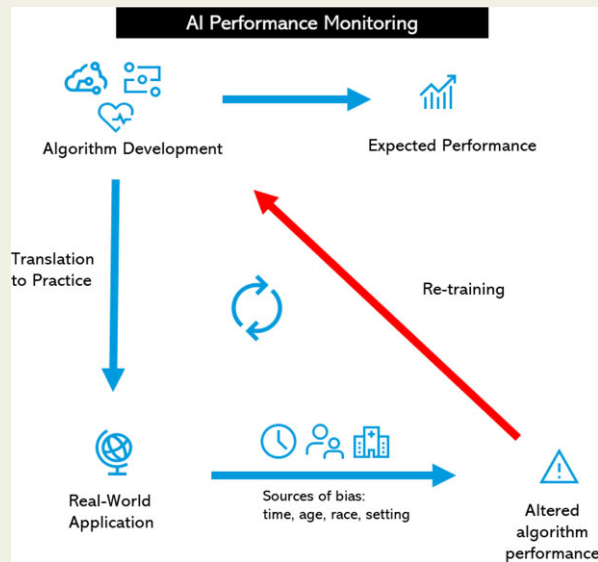 AI Performance Monitoring
Algorithm Development
Expected Performance
Translation
to Practice
Re-training
Real-World
Application
Sources of bias:
time, age, race, setting
Altered
algorithm
performance